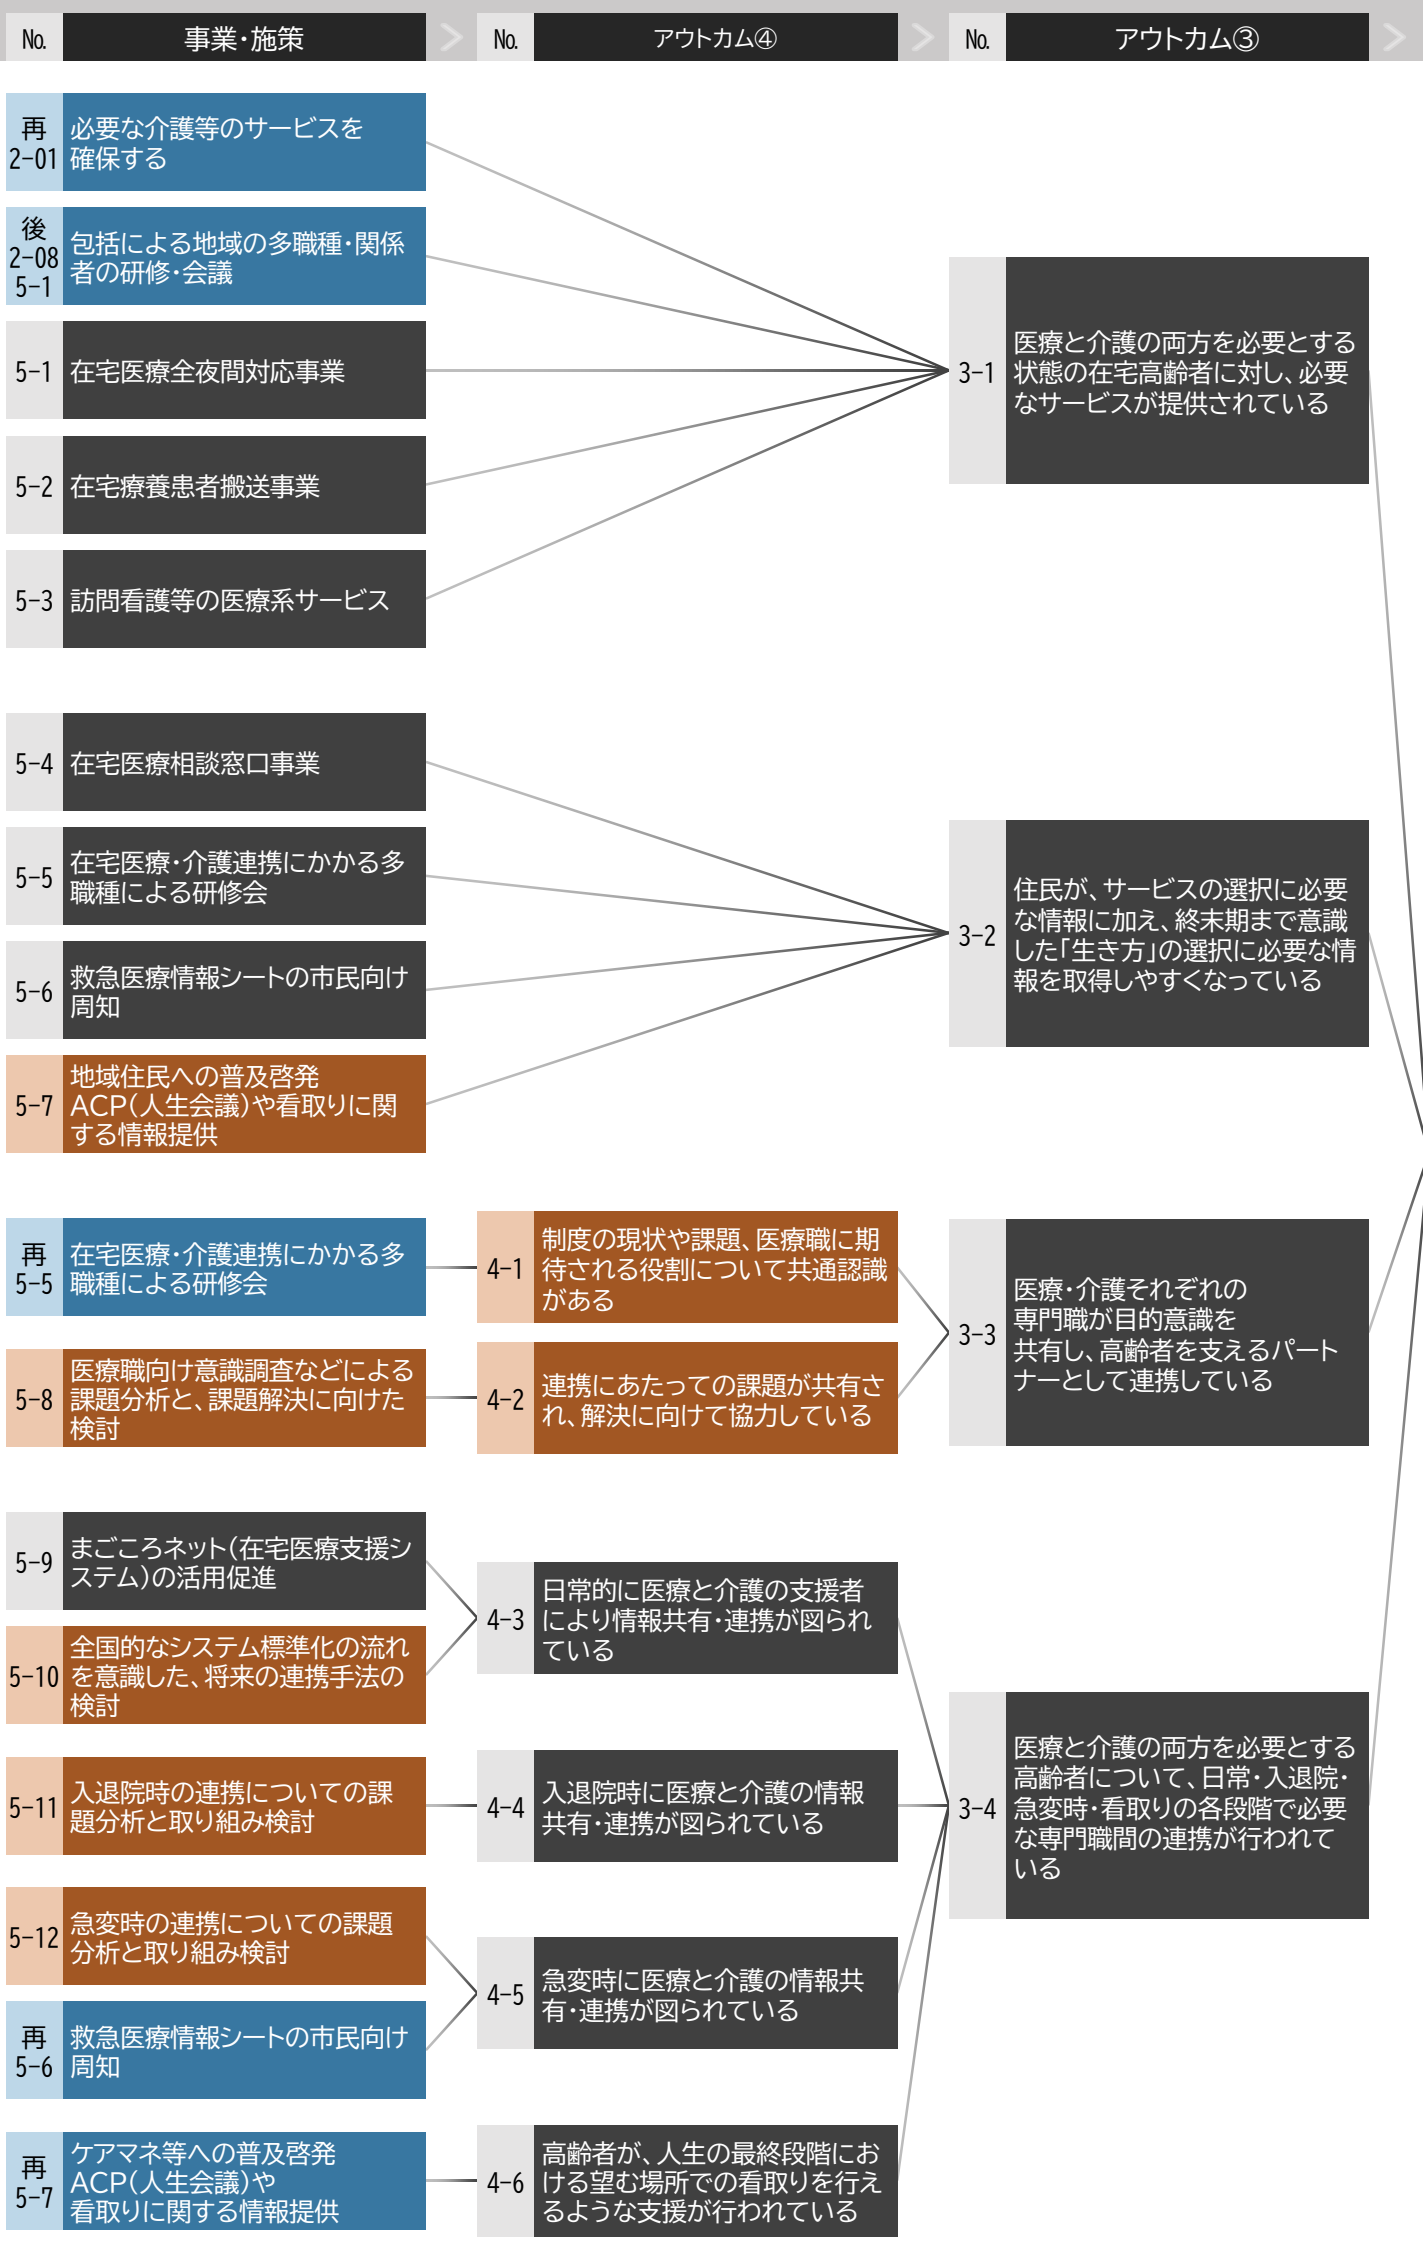 No.
事業・施策
No.
アウトカム④
No.
アウトカム③
再
2-01
必要な介護等のサービスを
確保する
後
2-08
5-1
包括による地域の多職種・関係
者の研修・会議
5-1
在宅医療全夜間対応事業
5-2
在宅療養患者搬送事業
5-3
訪問看護等の医療系サービス
3-1
医療と介護の両方を必要とする
状態の在宅高齢者に対し、必要
なサービスが提供されている
5-4
在宅医療相談窓口事業
5-5
在宅医療・介護連携にかかる多
職種による研修会
5-6
救急医療情報シートの市民向け
周知
5-7
地域住民への普及啓発
ACP(人生会議)や看取りに関
する情報提供
3-2
住民が、サービスの選択に必要
な情報に加え、終末期まで意識
した「生き方」の選択に必要な情
報を取得しやすくなっている
再
5-5
在宅医療・介護連携にかかる多
職種による研修会
4-1
制度の現状や課題、医療職に期
待される役割について共通認識
がある
5-8
医療職向け意識調査などによる
課題分析と、課題解決に向けた
検討
4-2
連携にあたっての課題が共有さ
れ、解決に向けて協力している
3-3
医療・介護それぞれの
専門職が目的意識を
共有し、高齢者を支えるパート
ナーとして連携している
5-9
まごころネット(在宅医療支援シ
ステム)の活用促進
5-10
全国的なシステム標準化の流れ
を意識した、将来の連携手法の
検討
4-3
日常的に医療と介護の支援者
により情報共有・連携が図られ
ている
5-11
入退院時の連携についての課
題分析と取り組み検討
4-4
入退院時に医療と介護の情報
共有・連携が図られている
3-4
医療と介護の両方を必要とする
高齢者について、日常・入退院・
急変時・看取りの各段階で必要
な専門職間の連携が行われて
いる
5-12
急変時の連携についての課題
分析と取り組み検討
再
5-6
救急医療情報シートの市民向け
周知
4-5
急変時に医療と介護の情報共
有・連携が図られている
再
5-7
ケアマネ等への普及啓発
ACP(人生会議)や
看取りに関する情報提供
4-6
高齢者が、人生の最終段階にお
ける望む場所での看取りを行え
るような支援が行われている